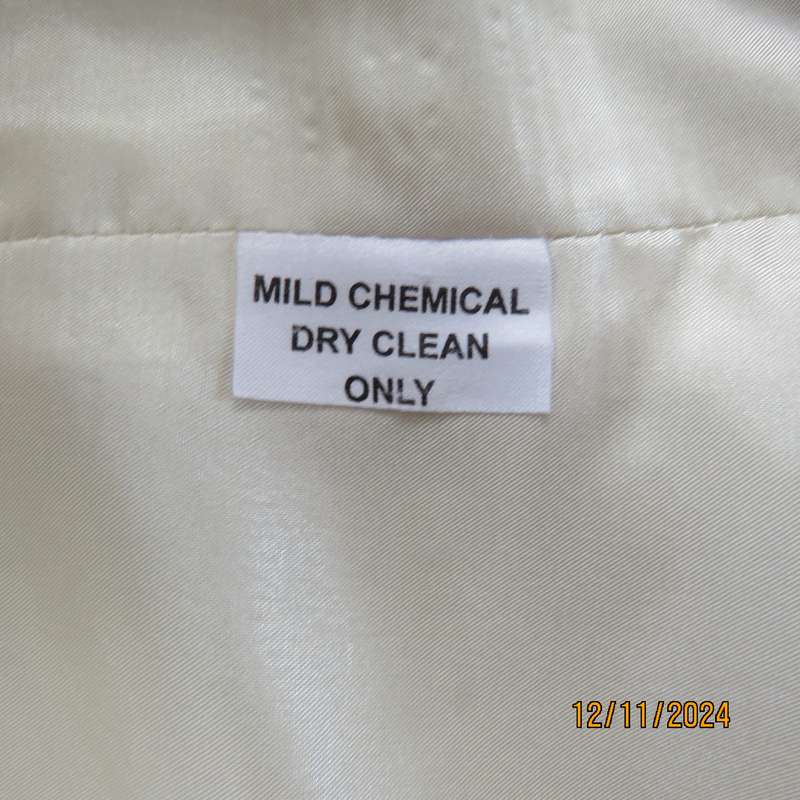 MILD CHEMICAL
DRY CLEAN
ONLY
12/11/2024